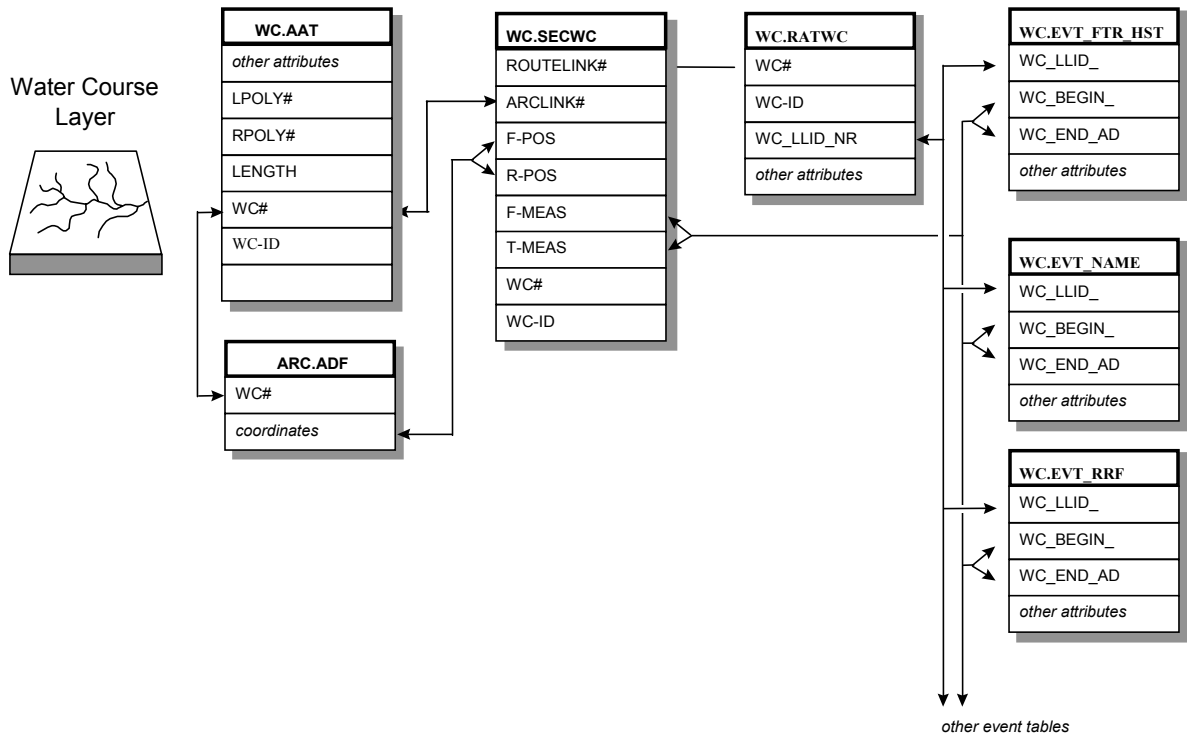 Water Course
Layer
WC.AAT
other attributes
LPOLY#
RPOLY#
LENGTH
WC#
WC-ID
ARC.ADF
WC#
coordinates
WC.SECWC
ROUTELINK#
ARCLINK#
F-POS
R-POS
F-MEAS
T-MEAS
WC#
WC-ID
WC.RATWC
WC#
WC-ID
WC_LLID_NR
other attributes
WC.EVT_FTR_HST
WC_LLID_
WC_BEGIN_
WC_END_AD
other attributes
WC.EVT_NAME
WC_LLID_
WC_BEGIN_
WC_END_AD
other attributes
WC.EVT_RRF
WC_LLID_
WC_BEGIN_
WC_END_AD
other attributes
other event tables